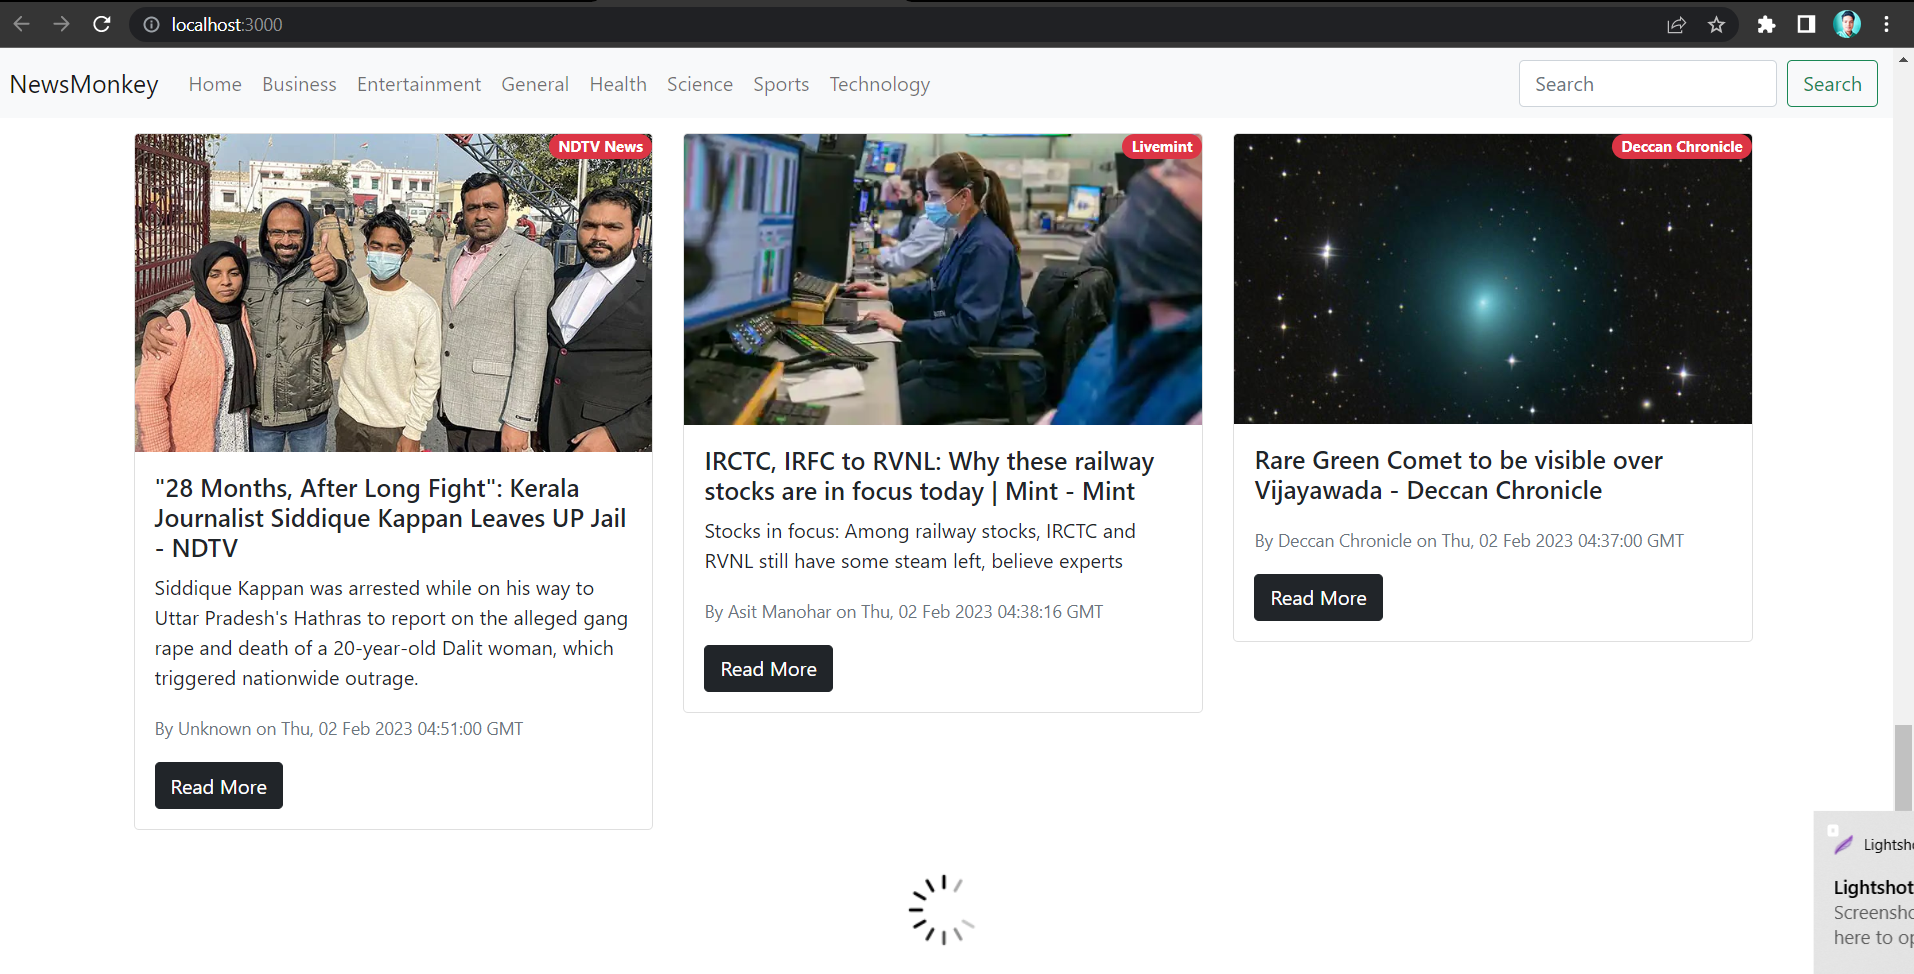 localhost:3000
NewsMonkey Home Business Entertainment General Health Science Sports Technology Search Search
NDTV News
"28 Months, After Long Fight": Kerala
Journalist Siddique Kappan Leaves UP Jail
- NDTV
Siddique Kappan was arrested while on his way to
Uttar Pradesh's Hathras to report on the alleged gang
rape and death of a 20-year-old Dalit woman, which
triggered nationwide outrage.
By Unknown on Thu, 02 Feb 2023 04:51:00 GMT
Read More
Livemint
IRCTC, IRFC to RVNL: Why these railway
stocks are in focus today | Mint - Mint
Stocks in focus: Among railway stocks, IRCTC and
RVNL still have some steam left, believe experts
By Asit Manohar on Thu, 02 Feb 2023 04:38:16 GMT
Read More
Deccan Chronicle
Rare Green Comet to be visible over
Vijayawada - Deccan Chronicle
By Deccan Chronicle on Thu, 02 Feb 2023 04:37:00 GMT
Read More
Lightsh
Lightshot
Screensh
here to op